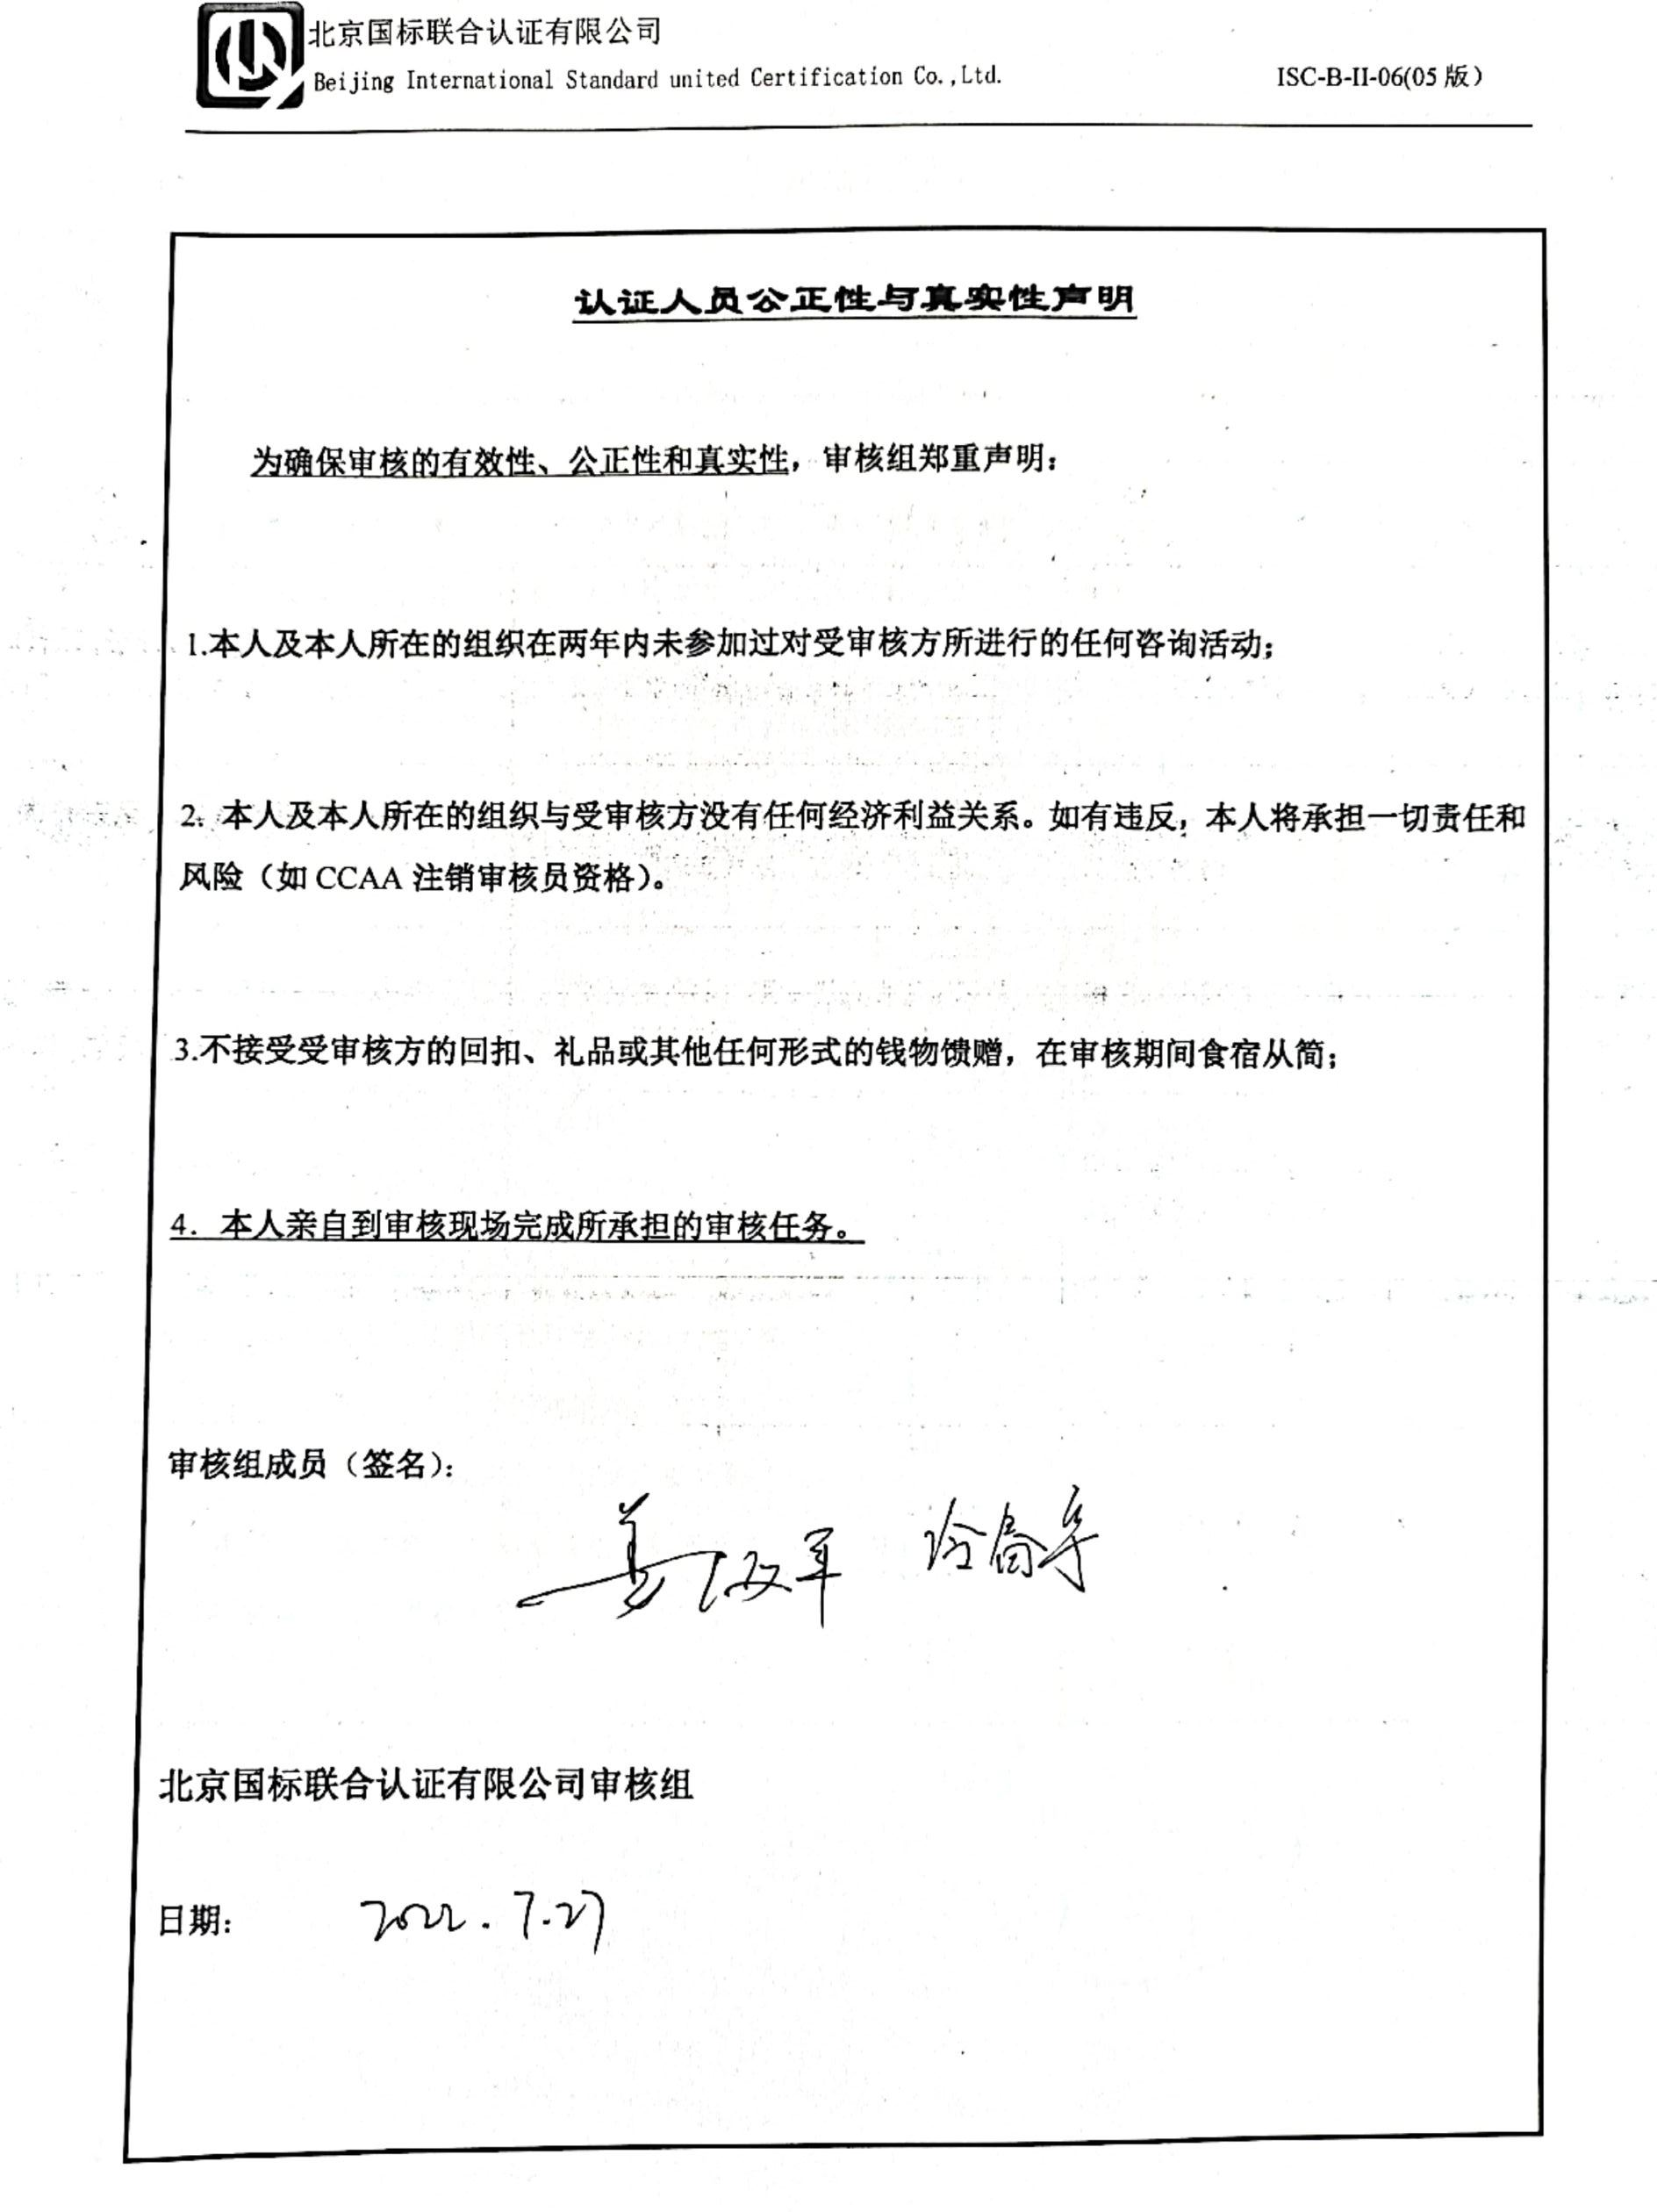 北京国标联合认证有限公司
Beijing International Standard united Certification Co.,Ltd.
ISC-B-II-06(05 版)
认证人员公正性与真实性声明
为确保审核的有效性、公正性和真实性，审核组郑重声明：
1.本人及本人所在的组织在两年内未参加过对受审核方所进行的任何咨询活动；
2. 本人及本人所在的组织与受审核方没有任何经济利益关系。如有违反，本人将承担一切责任和
风险（如 CCAA 注销审核员资格）。
3.不接受受审核方的回扣、礼品或其他任何形式的钱物馈赠，在审核期间食宿从简；
4. 本人亲自到审核现场完成所承担的审核任务。
审核组成员（签名）：
北京国标联合认证有限公司审核组
日期： 2022.7.27